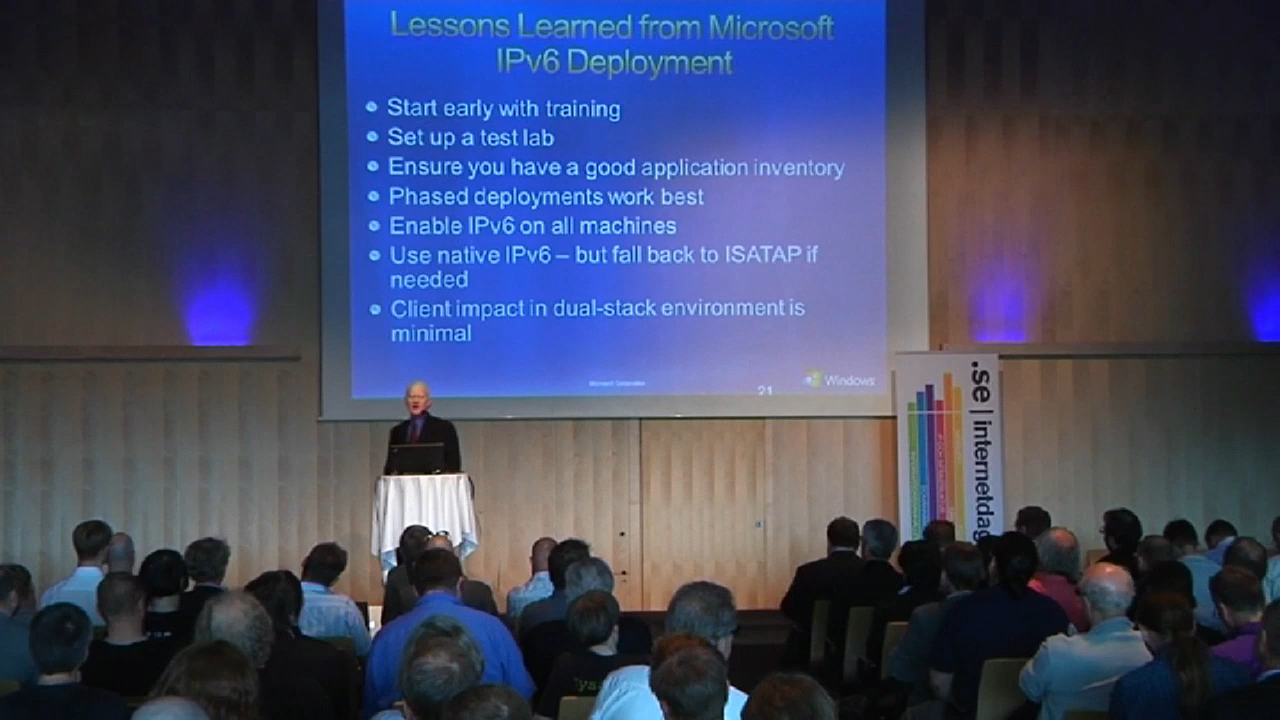 Lessons Learned from Microsoft
IPv6 Deployment
Start early with training
Set up a test lab
Ensure you have a good application inventory
Phased deployments work best
Enable IPv6 on all machines
Use native IPv6 – but fall back to ISATAP if
needed
Client impact in dual-stack environment is
minimal
Microsoft Corporation
21
Windows
.se | internetdag